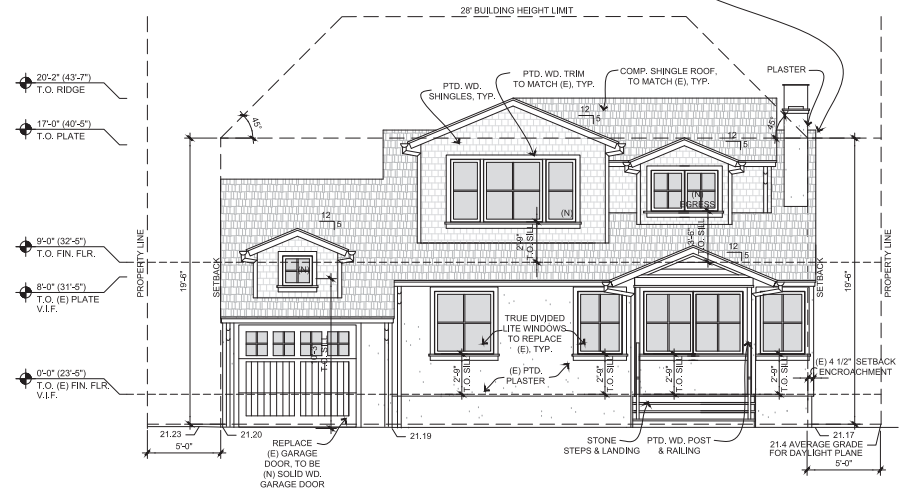 28' BUILDING HEIGHT LIMIT
20'-2" (43'-7")
T.O. RIDGE
17'-0" (40'-5")
T.O. PLATE
9'-0" (32'-5")
T.O. FIN. FLR.
8'-0" (31'-5")
T.O. (E) PLATE
V.I.F.
0'-0" (23'-5")
T.O. (E) FIN. FLR.
V.I.F.
PROPERTY LINE
19'-6"
SETBACK
45°
PTD. WD.
SHINGLES, TYP.
PTD. WD. TRIM
TO MATCH (E), TYP.
COMP. SHINGLE ROOF,
TO MATCH (E), TYP.
PLASTER
45°
12
5
12
5
12
5
12
5
(N)
(N)
EGRESS
(N)
2'-9"
T.O. SILL
3'-6"
T.O. SILL
T.O. SILL
TRUE DIVIDED
LITE WINDOWS
TO REPLACE
(E), TYP.
(E) PTD.
PLASTER
2'-9"
T.O. SILL
2'-9"
T.O. SILL
2'-9"
T.O. SILL
2'-9"
T.O. SILL
SETBACK
19'-6"
PROPERTY LINE
(E) 4 1/2" SETBACK
ENCROACHMENT
21.23
21.20
21.19
21.17
5'-0"
REPLACE
(E) GARAGE
DOOR, TO BE
(N) SOLID WD.
GARAGE DOOR
STONE
STEPS & LANDING
PTD. WD. POST
& RAILING
21.4 AVERAGE GRADE
FOR DAYLIGHT PLANE
5'-0"